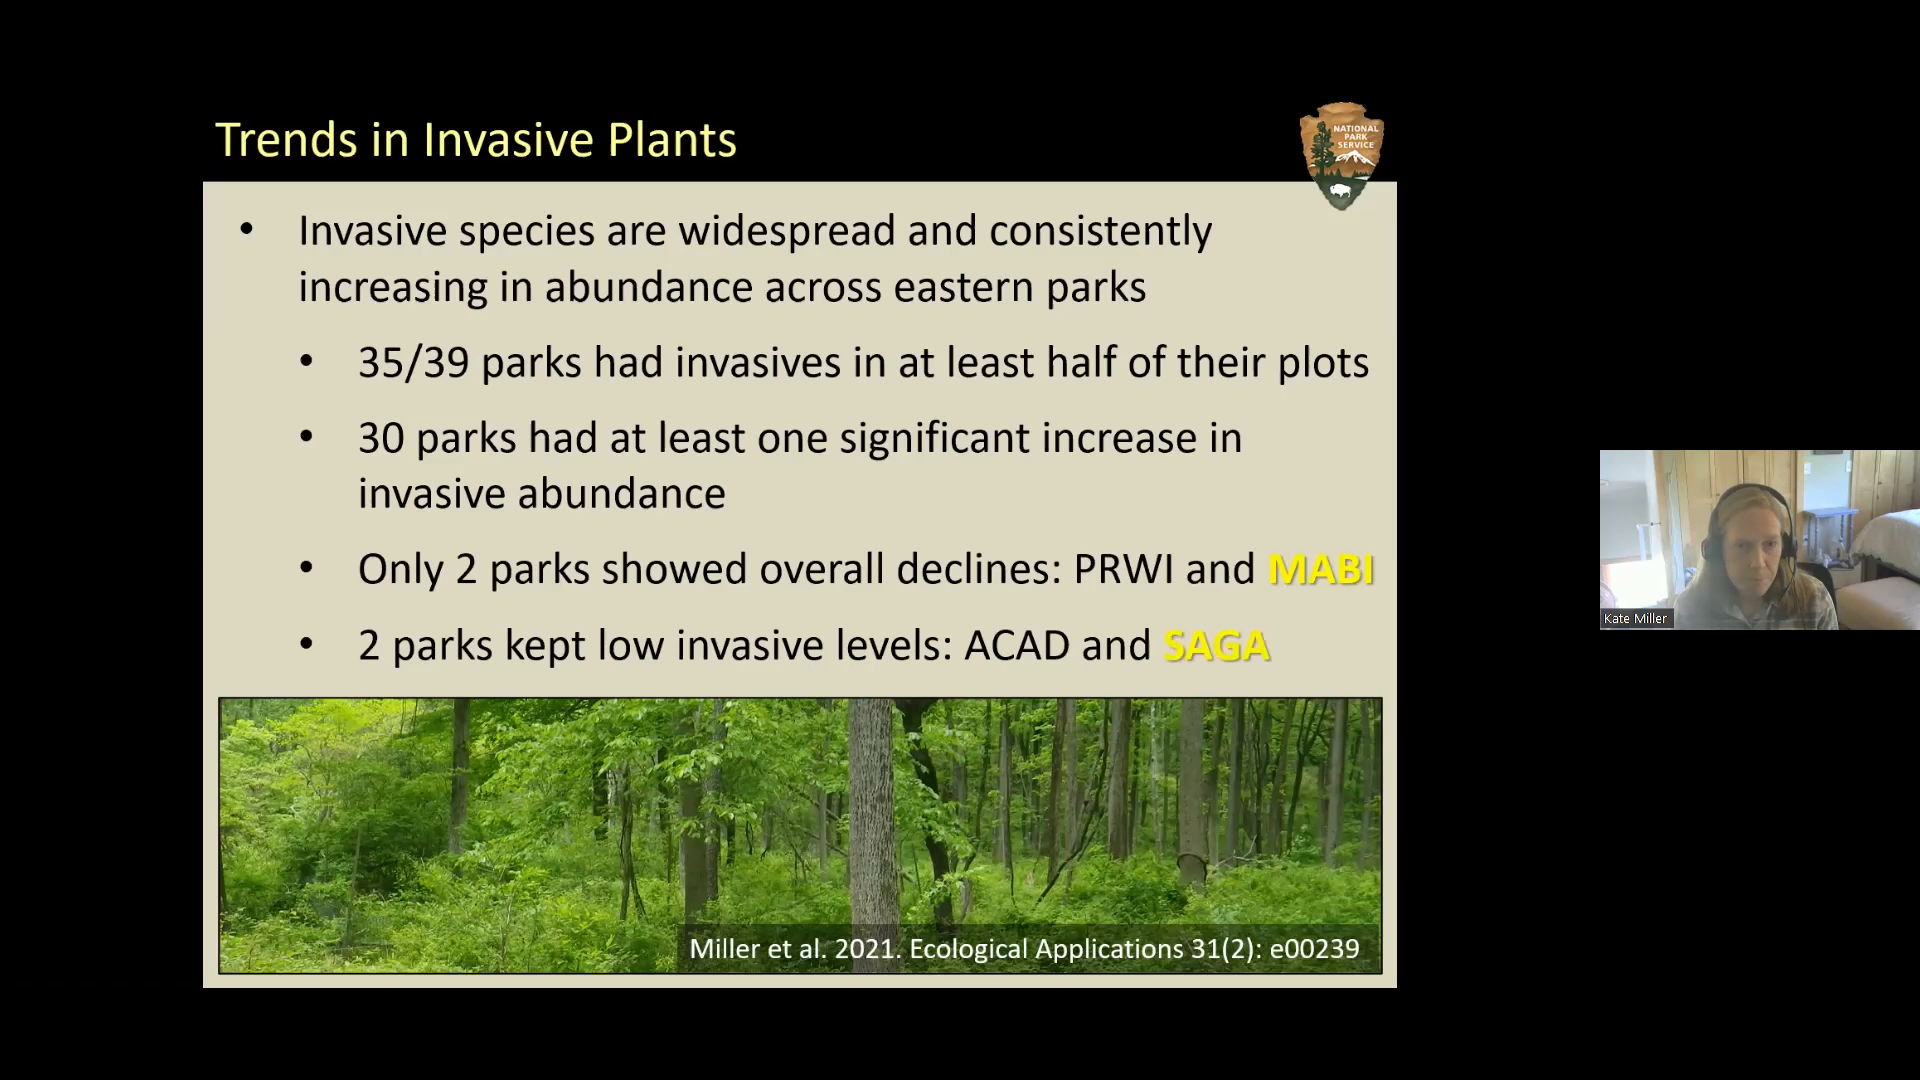 Trends in Invasive Plants
NATIONAL
PARK
SERVICE
• Invasive species are widespread and consistently
increasing in abundance across eastern parks
• 35/39 parks had invasives in at least half of their plots
• 30 parks had at least one significant increase in
invasive abundance
• Only 2 parks showed overall declines: PRWI and MABI
• 2 parks kept low invasive levels: ACAD and SAGA
Miller et al. 2021. Ecological Applications 31(2): e00239
Kate Miller